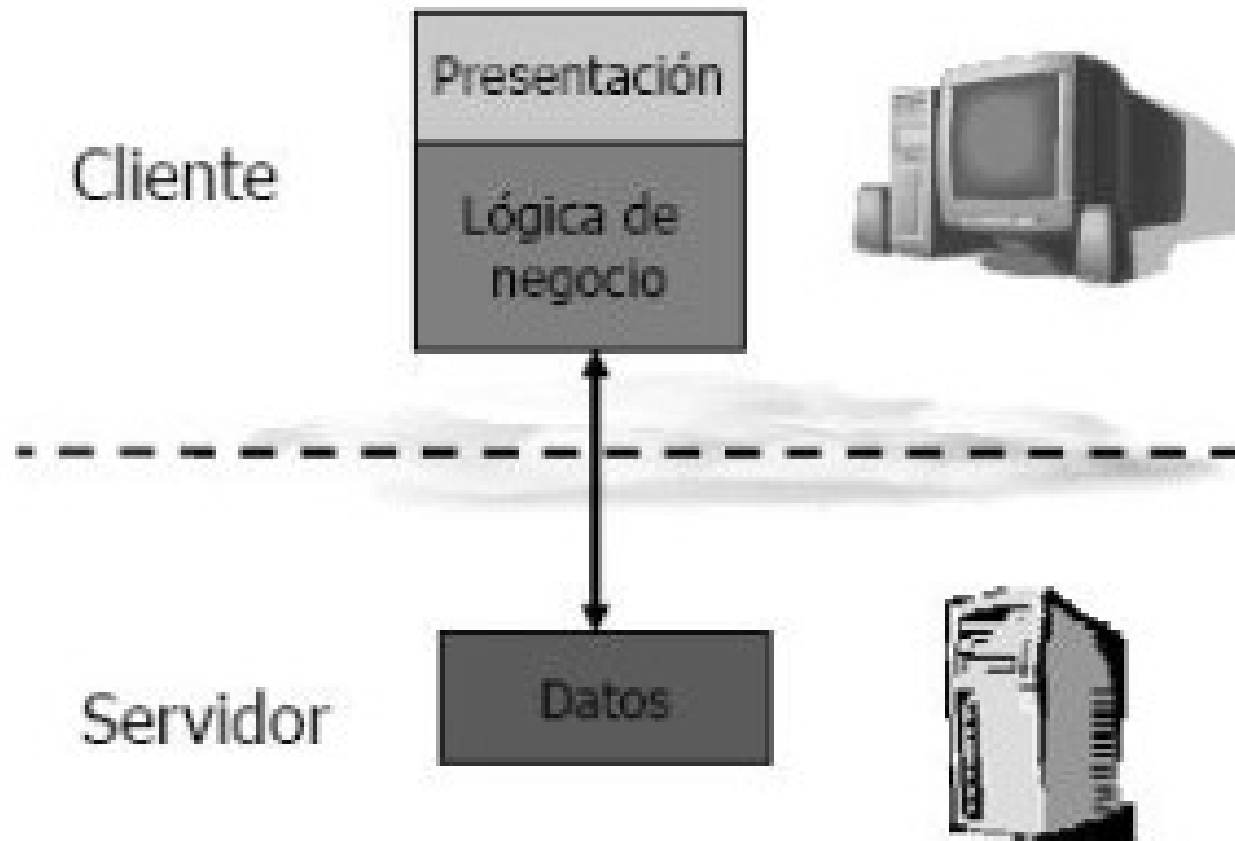 Presentación
Cliente
Lógica de
negocio
Servidor
Datos